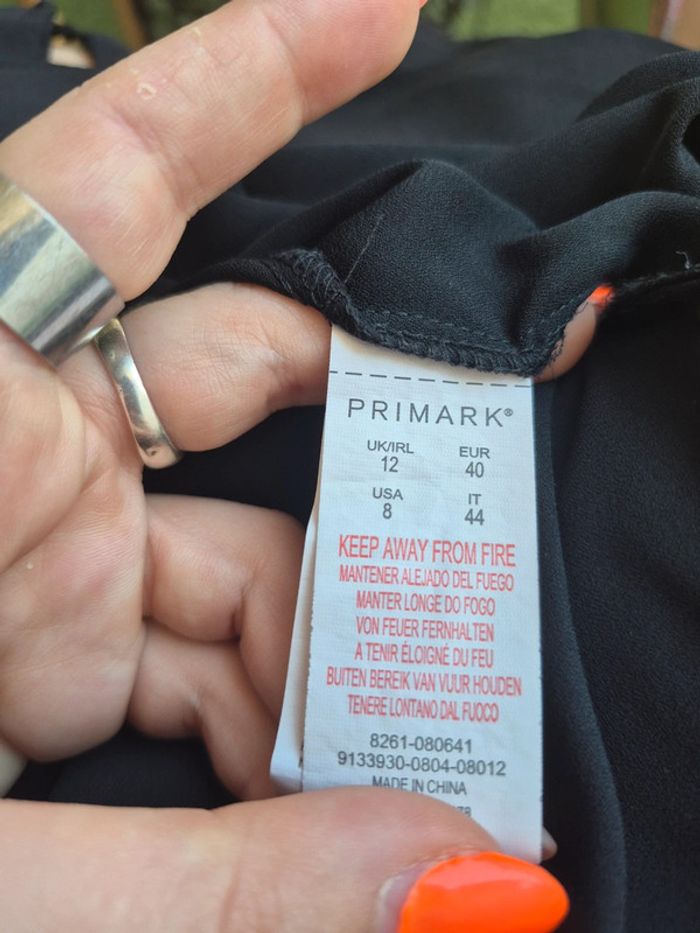 PRIMARK®
UK/IRL EUR
12 40
USA IT
8 44
KEEP AWAY FROM FIRE
MANTENER ALEJADO DEL FUEGO
MANTER LONGE DO FOGO
VON FEUER FERNHALTEN
A TENIR ÉLOIGNÉ DU FEU
BUITEN BEREIK VAN VUUR HOUDEN
TENERE LONTANO DAL FUOCO
8261-080641
9133930-0804-08012
MADE IN CHINA